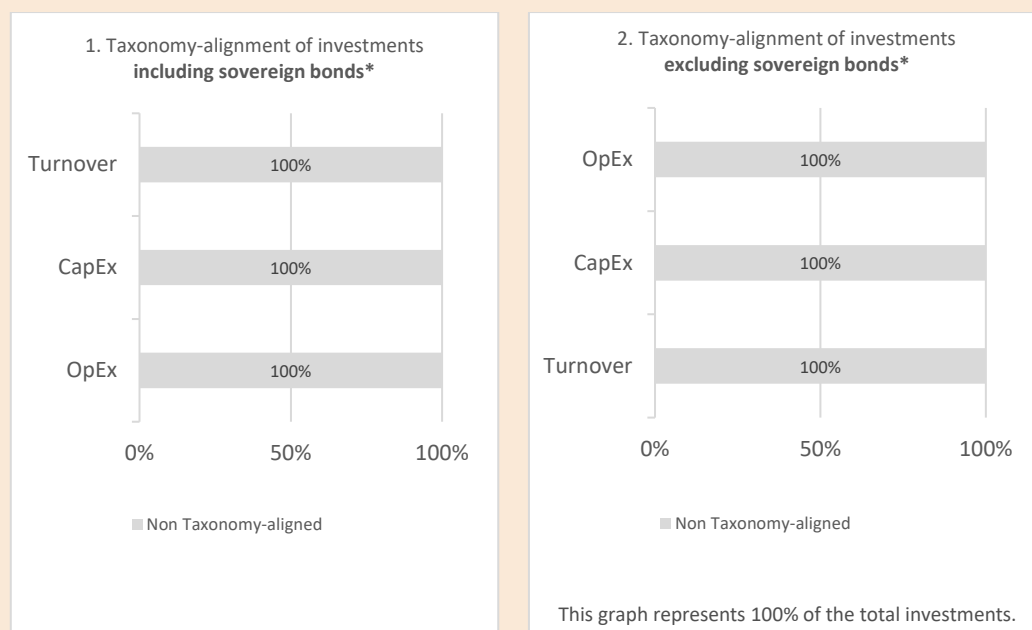 1. Taxonomy-alignment of investments
including sovereign bonds*
Turnover
100%
CapEx
100%
OpEx
100%
0%
50%
100%
Non Taxonomy-aligned
2. Taxonomy-alignment of investments
excluding sovereign bonds*
OpEx
100%
CapEx
100%
Turnover
100%
0%
50%
100%
Non Taxonomy-aligned
This graph represents 100% of the total investments.